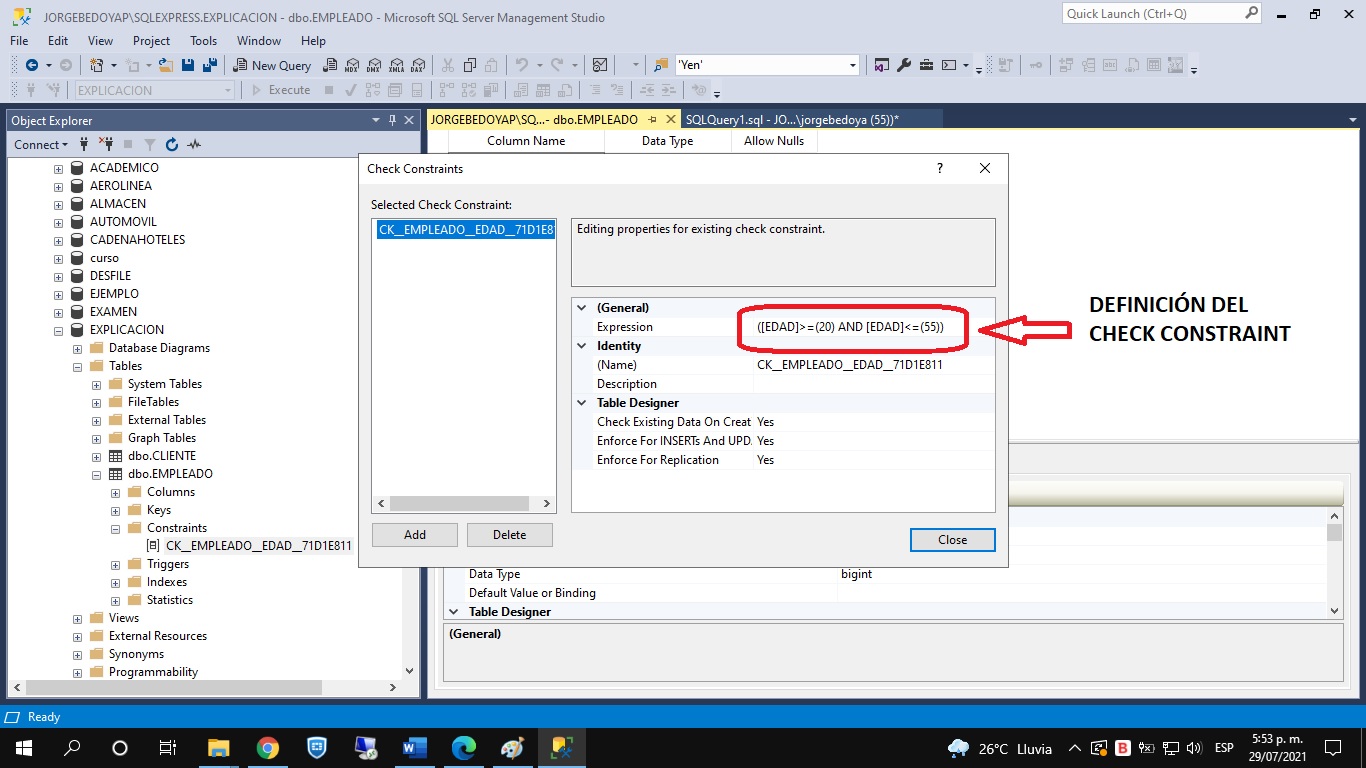 JORGEBEDOYAP\SQLEXPRESS.EXPLICACION - dbo.EMPLEADO - Microsoft SQL Server Management Studio
Quick Launch (Ctrl+Q)
File Edit View Project Tools Window Help
New Query
MDX DMX XMLA DAX
'Yen'
EXPLICACION
Execute
Object Explorer
JORGEBEDOYAP\SQ...- dbo.EMPLEADO
SQLQuery1.sql - JO...\jorgebedoya (55))*
Connect
Column Name Data Type Allow Nulls
ACADEMICO
AEROLINEA
ALMACEN
AUTOMOVIL
CADENAHOTELES
curso
DESFILE
EJEMPLO
EXAMEN
EXPLICACION
Database Diagrams
Tables
System Tables
FileTables
External Tables
Graph Tables
dbo.CLIENTE
dbo.EMPLEADO
Columns
Keys
Constraints
CK__EMPLEADO__EDAD__71D1E811
Triggers
Indexes
Statistics
Views
External Resources
Synonyms
Programmability
Check Constraints
?
Selected Check Constraint:
CK__EMPLEADO__EDAD__71D1E8
Editing properties for existing check constraint.
(General)
Expression ([EDAD]>=(20) AND [EDAD]<=(55))
Identity
(Name) CK__EMPLEADO__EDAD__71D1E811
Description
Table Designer
Check Existing Data On Creat Yes
Enforce For INSERTs And UPD. Yes
Enforce For Replication Yes
Add
Delete
Close
DEFINICIÓN DEL
CHECK CONSTRAINT
Data Type bigint
Default Value or Binding
Table Designer
(General)
Ready
26°C Lluvia
ESP
5:53 p. m.
29/07/2021